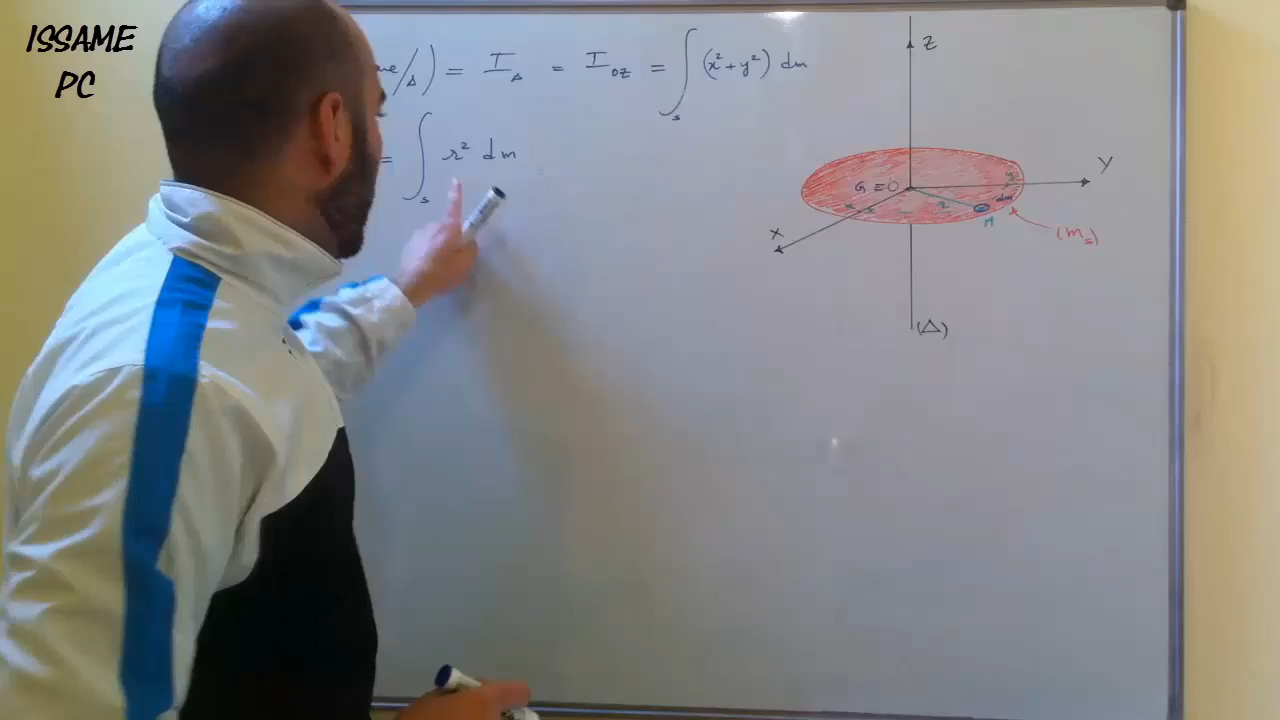 ISSAME
PC
/Δ) = I_Δ = I_OZ = ∫_S (x² + y²) dm
= ∫_S r² dm
Z
Y
G ≡ O
dm
r
M
X
(m_s)
(Δ)